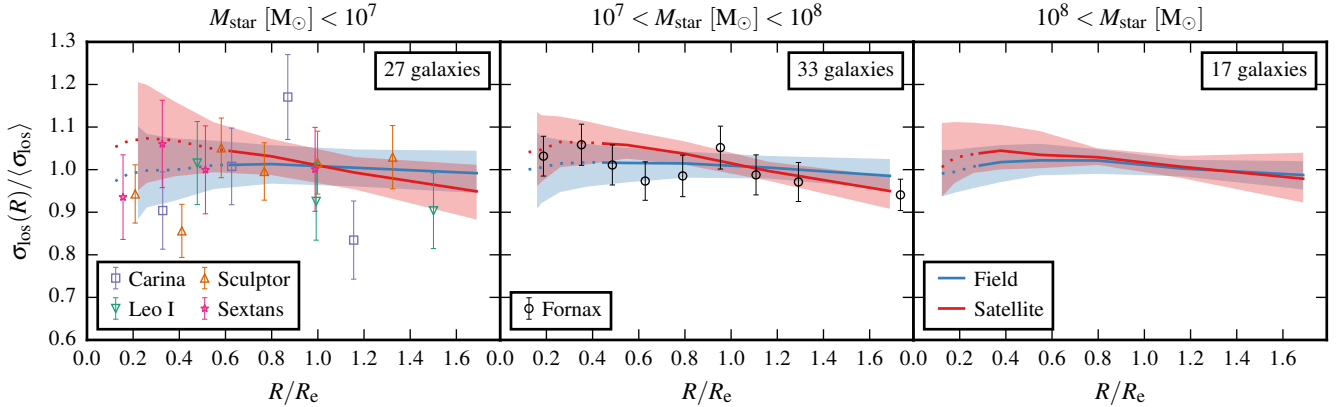 M_star [M⊙] < 10^7
10^7 < M_star [M⊙] < 10^8
10^8 < M_star [M⊙]
σ_los(R)/⟨σ_los⟩
1.3
1.2
1.1
1.0
0.9
0.8
0.7
0.6
27 galaxies
33 galaxies
17 galaxies
Carina
Sculptor
Leo I
Sextans
Fornax
Field
Satellite
0.0 0.2 0.4 0.6 0.8 1.0 1.2 1.4 1.6 0.0 0.2 0.4 0.6 0.8 1.0 1.2 1.4 1.6 0.0 0.2 0.4 0.6 0.8 1.0 1.2 1.4 1.6
R/R_e R/R_e R/R_e